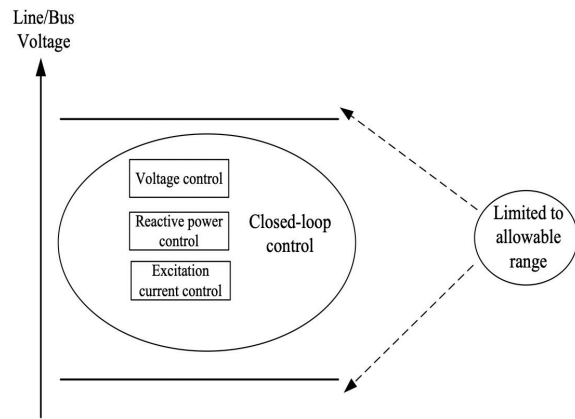 Line/Bus
Voltage
Voltage control
Reactive power
control
Excitation
current control
Closed-loop
control
Limited to
allowable
range